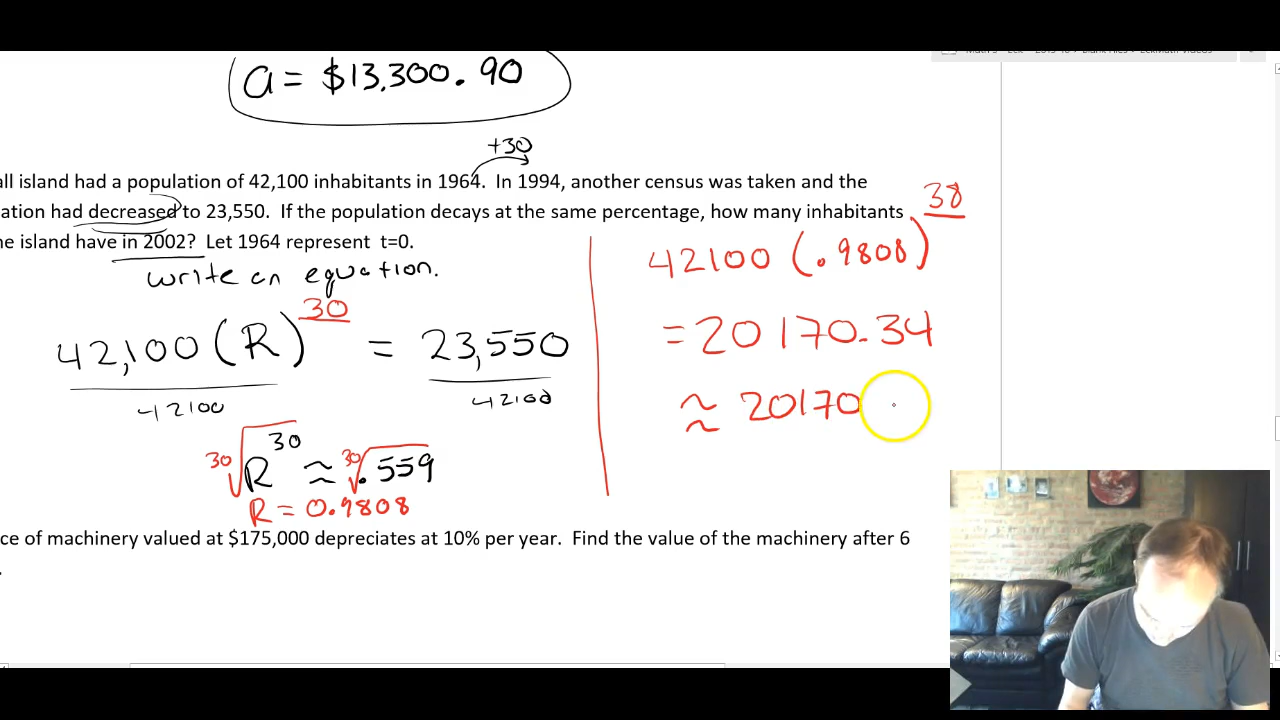 a = $13,300.90
+30
all island had a population of 42,100 inhabitants in 1964. In 1994, another census was taken and the
ation had decreased to 23,550. If the population decays at the same percentage, how many inhabitants
e island have in 2002? Let 1964 represent t=0.
write an equation.
42,100 (R)^30 = 23,550
42100 42100
30√R^30 ≈ 30√.559
R = 0.9808
42100 (.9808)^38
= 20170.34
≈ 20170
ce of machinery valued at $175,000 depreciates at 10% per year. Find the value of the machinery after 6